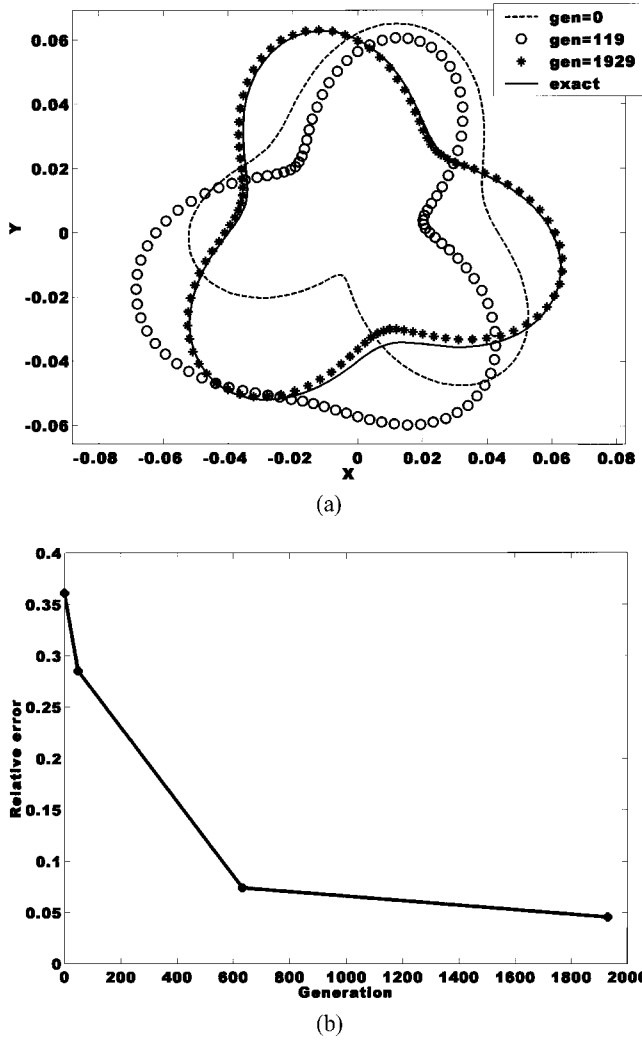 gen=0
gen=119
gen=1929
exact
0.06
0.04
0.02
0
-0.02
-0.04
-0.06
Y
-0.08 -0.06 -0.04 -0.02 0 0.02 0.04 0.06 0.08
X
(a)
0.4
0.35
0.3
0.25
0.2
0.15
0.1
0.05
0
Relative error
0 200 400 600 800 1000 1200 1400 1600 1800 2000
Generation
(b)